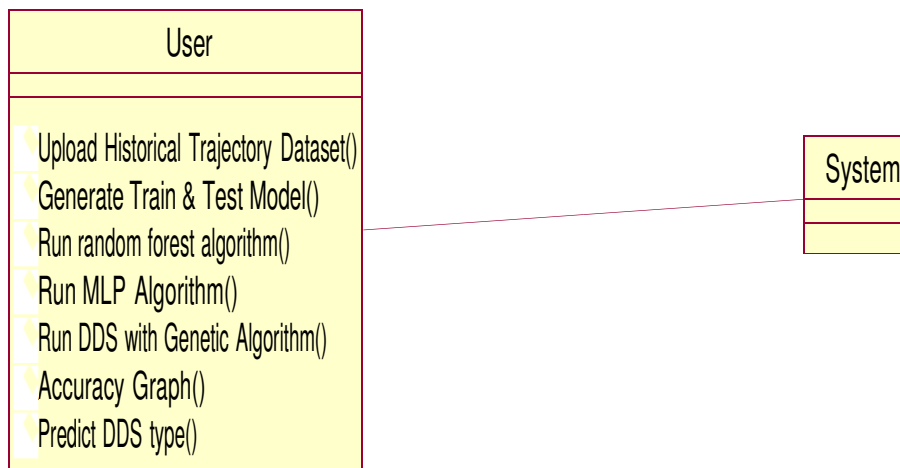 User
Upload Historical Trajectory Dataset()
Generate Train & Test Model()
Run random forest algorithm()
Run MLP Algorithm()
Run DDS with Genetic Algorithm()
Accuracy Graph()
Predict DDS type()
System